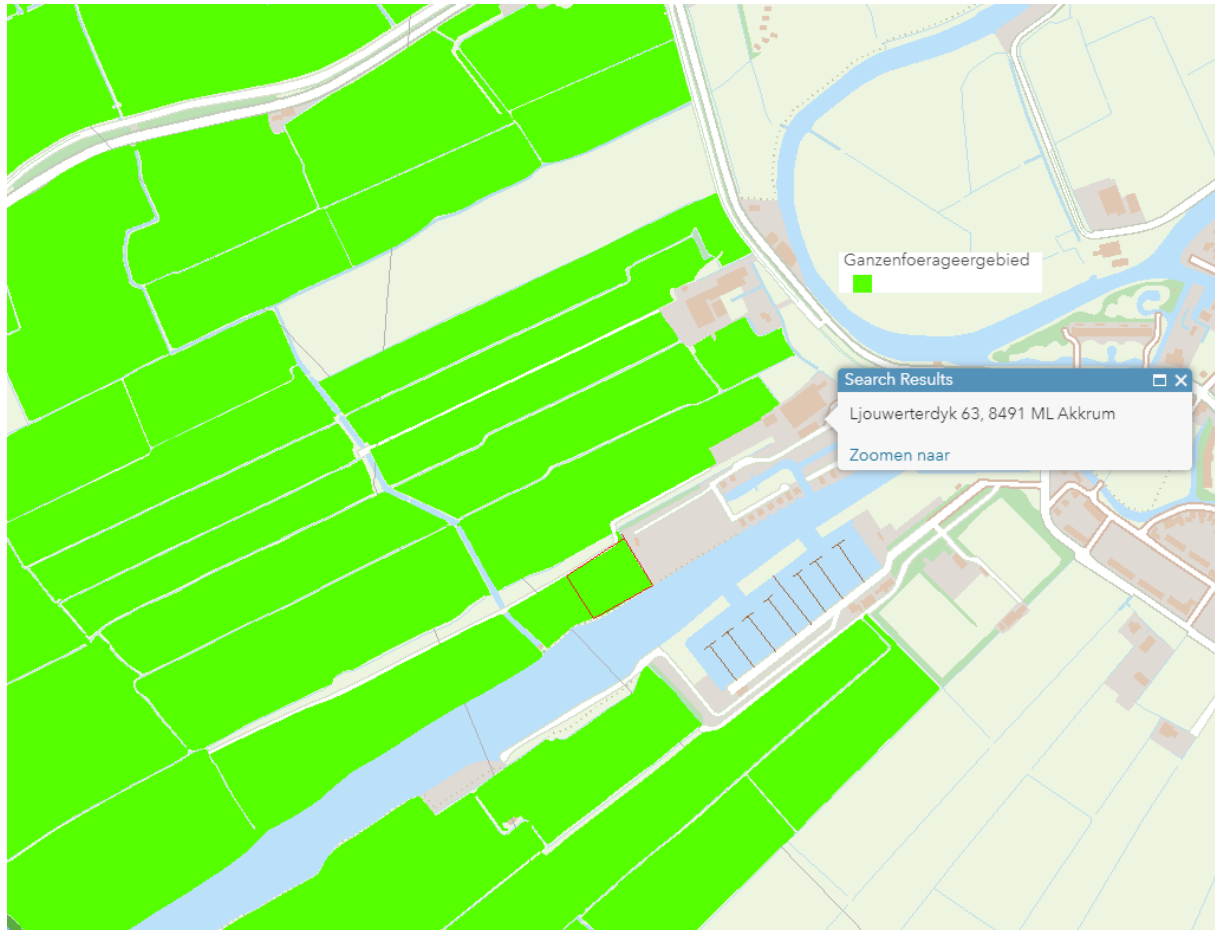 Ganzenfoerageergebied
Search Results
Ljouwerterdyk 63, 8491 ML Akkrum
Zoomen naar